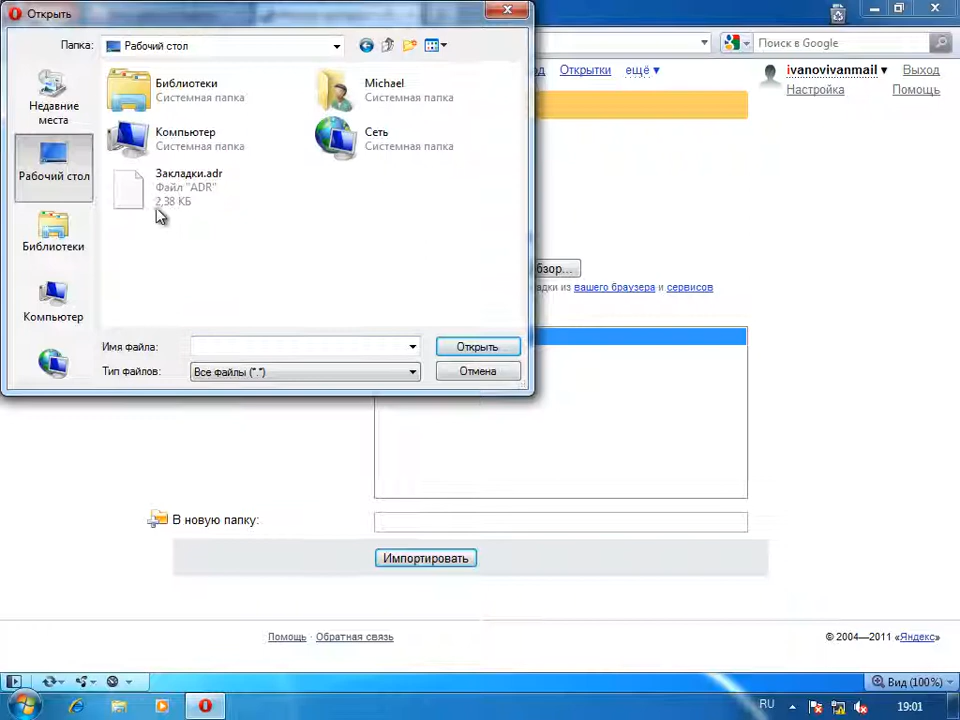 Открыть
Папка:
Рабочий стол
Недавние
места
Рабочий стол
Библиотеки
Компьютер
Библиотеки
Системная папка
Michael
Системная папка
Компьютер
Системная папка
Сеть
Системная папка
Закладки.adr
Файл "ADR"
2,38 КБ
Имя файла:
Открыть
Тип файлов:
Все файлы (*.*)
Отмена
Поиск в Google
Открытки
ещё
ivanovivanmail
Выход
Настройка
Помощь
бзор...
адки из вашего браузера и сервисов
В новую папку:
Импортировать
Помощь · Обратная связь
© 2004—2011 «Яндекс»
Вид (100%)
RU
19:01